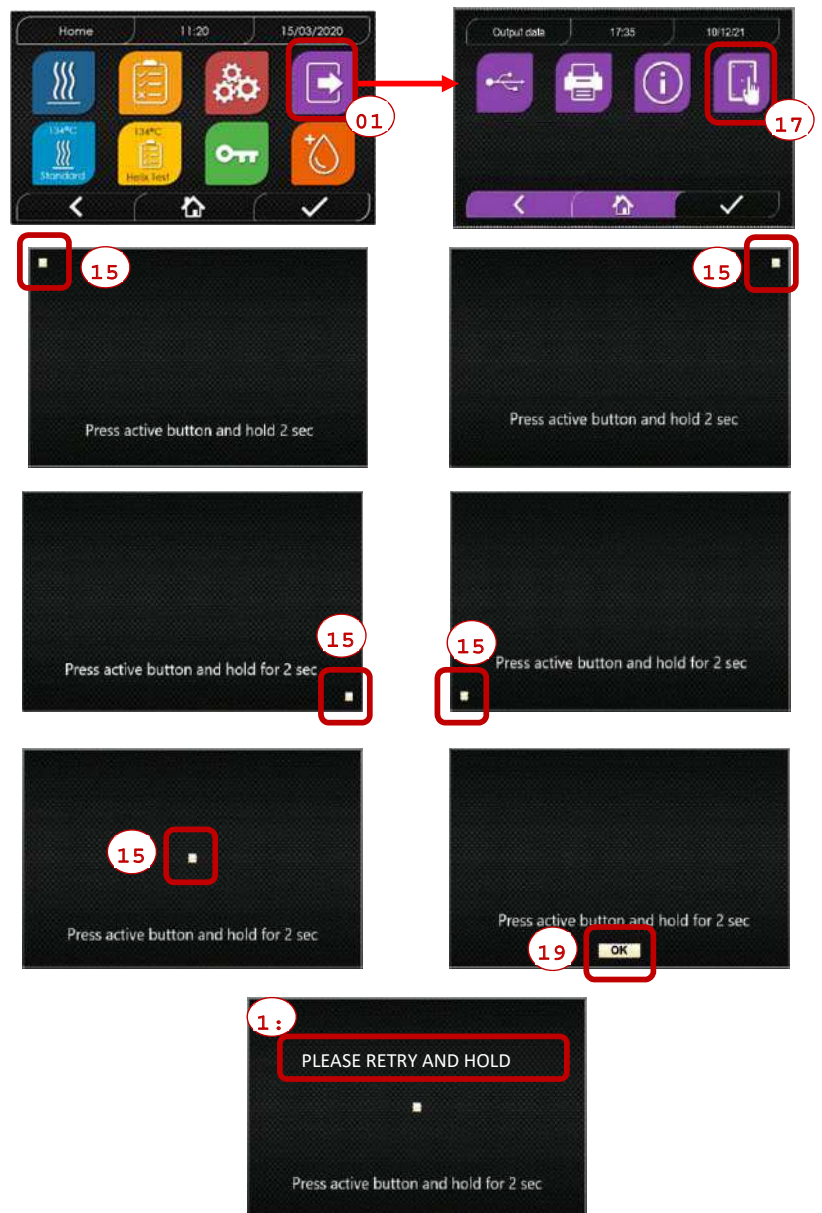 Home 11:20 15/03/2020
Output data 17:35 10/12/21
01
17
134°C
Standard
134°C
Helix Test
15
15
Press active button and hold 2 sec
Press active button and hold 2 sec
15
15
Press active button and hold for 2 sec
Press active button and hold for 2 sec
15
Press active button and hold for 2 sec
Press active button and hold for 2 sec
19
OK
1:
PLEASE RETRY AND HOLD
Press active button and hold for 2 sec